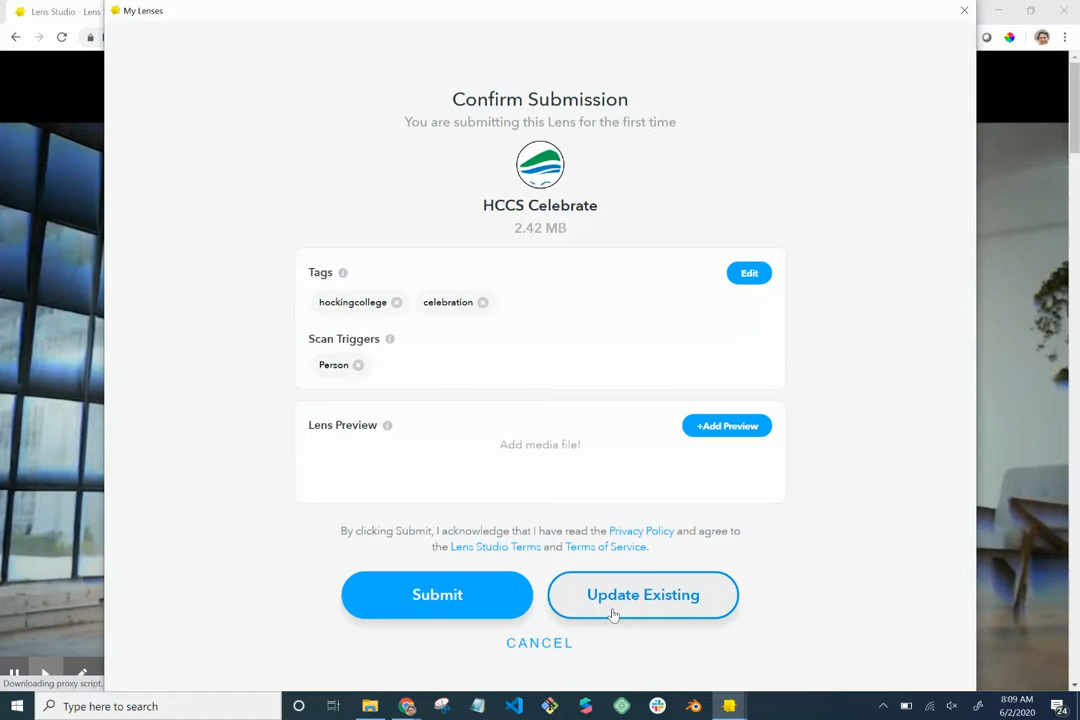 Lens Studio - Lens S
My Lenses
Confirm Submission
You are submitting this Lens for the first time
HCCS Celebrate
2.42 MB
Tags
Edit
hockingcollege
celebration
Scan Triggers
Person
Lens Preview
+Add Preview
Add media file!
By clicking Submit, I acknowledge that I have read the Privacy Policy and agree to
the Lens Studio Terms and Terms of Service.
Submit
Update Existing
CANCEL
Downloading proxy script...
Type here to search
8:09 AM
6/2/2020
24